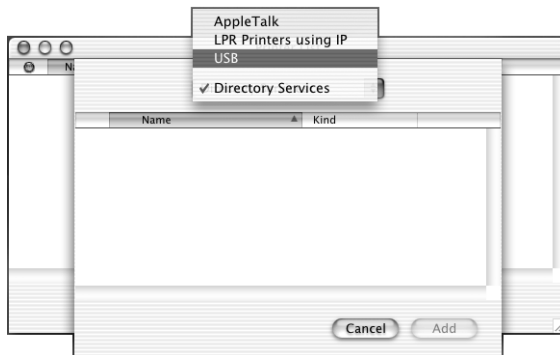 AppleTalk
LPR Printers using IP
USB
✓ Directory Services
Name Kind
Cancel Add